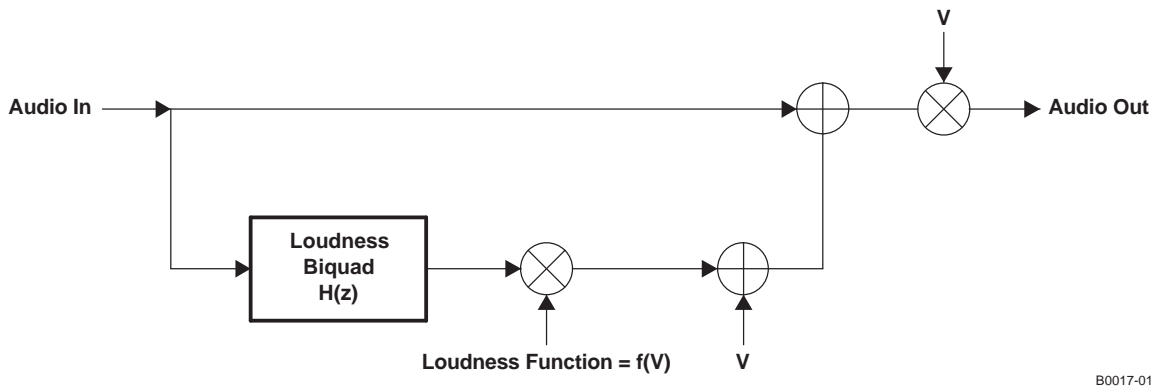 V
Audio In
Audio Out
Loudness
Biquad
H(z)
Loudness Function = f(V)
V
B0017-01